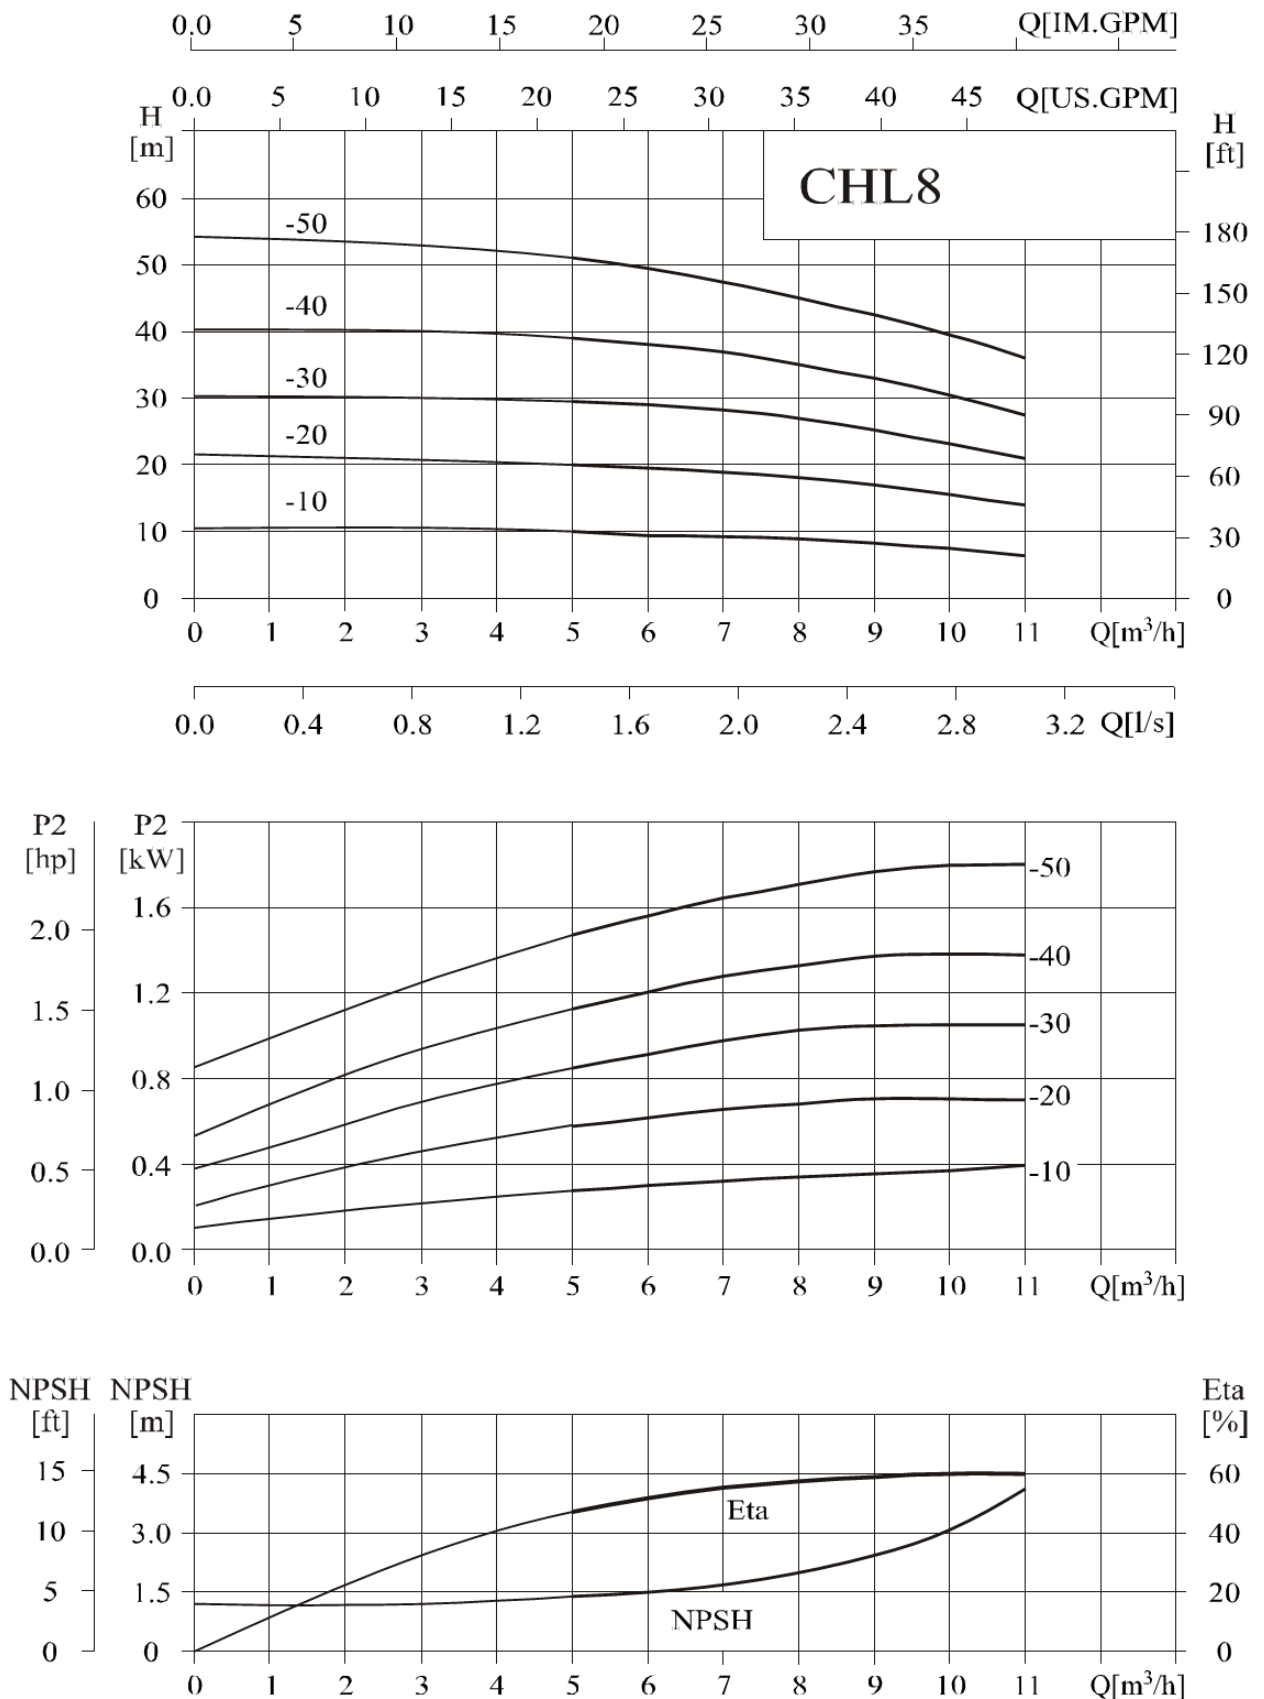 0.0 5 10 15 20 25 30 35 Q[IM.GPM]
0.0 5 10 15 20 25 30 35 40 45 Q[US.GPM]
H
[m]
H
[ft]
CHL8
60
50
40
30
20
10
0
-50
-40
-30
-20
-10
180
150
120
90
60
30
0
0 1 2 3 4 5 6 7 8 9 10 11 Q[m³/h]
0.0 0.4 0.8 1.2 1.6 2.0 2.4 2.8 3.2 Q[l/s]
P2
[hp]
P2
[kW]
2.0
1.5
1.0
0.5
0.0
1.6
1.2
0.8
0.4
0.0
-50
-40
-30
-20
-10
0 1 2 3 4 5 6 7 8 9 10 11 Q[m³/h]
NPSH
[ft]
NPSH
[m]
Eta
[%]
15
10
5
0
4.5
3.0
1.5
0
Eta
NPSH
60
40
20
0
0 1 2 3 4 5 6 7 8 9 10 11 Q[m³/h]